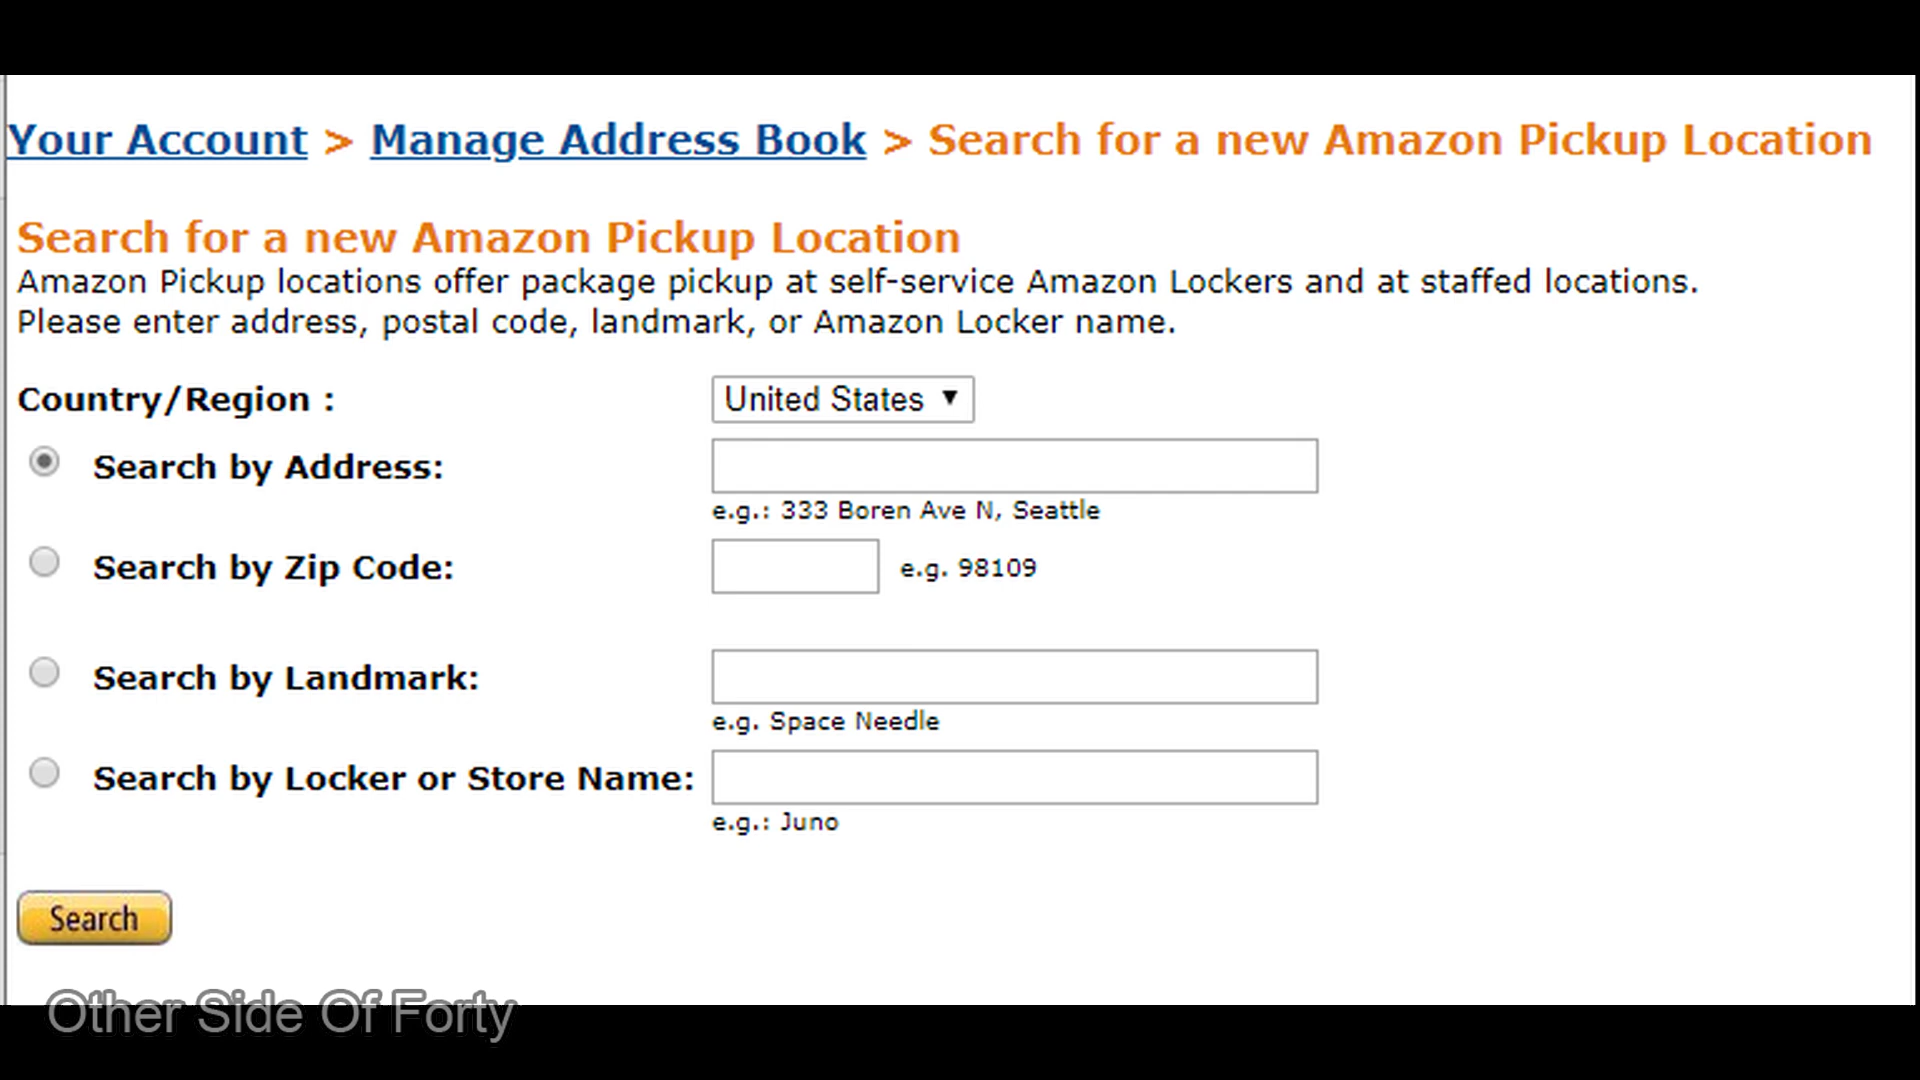 Your Account > Manage Address Book > Search for a new Amazon Pickup Location
Search for a new Amazon Pickup Location
Amazon Pickup locations offer package pickup at self-service Amazon Lockers and at staffed locations.
Please enter address, postal code, landmark, or Amazon Locker name.
Country/Region : United States ▼
Search by Address:
e.g.: 333 Boren Ave N, Seattle
Search by Zip Code: e.g. 98109
Search by Landmark:
e.g. Space Needle
Search by Locker or Store Name:
e.g.: Juno
Search
Other Side Of Forty